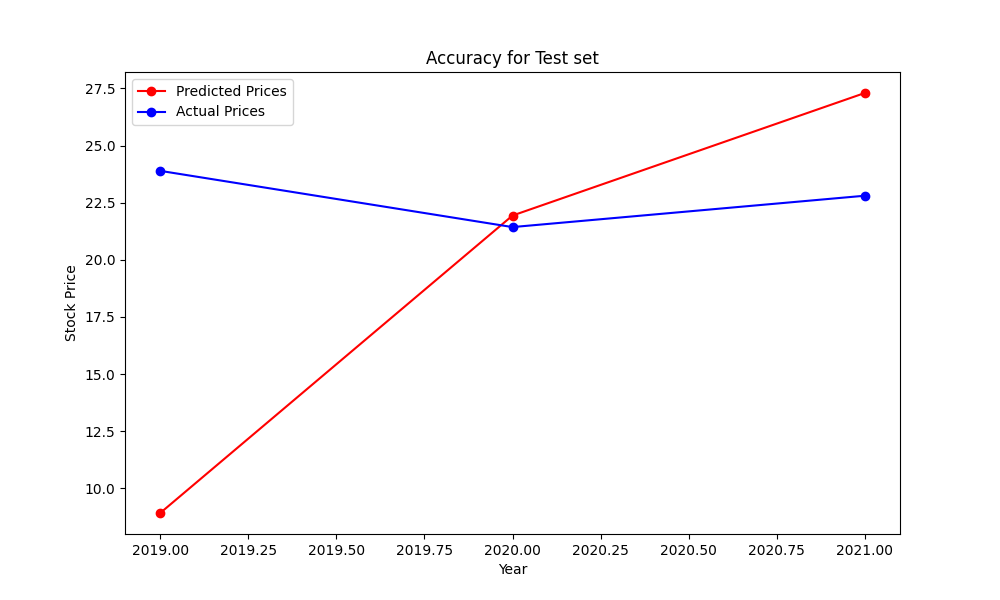 Accuracy for Test set
Predicted Prices
Actual Prices
27.5
25.0
22.5
20.0
17.5
15.0
12.5
10.0
Stock Price
2019.00 2019.25 2019.50 2019.75 2020.00 2020.25 2020.50 2020.75 2021.00
Year